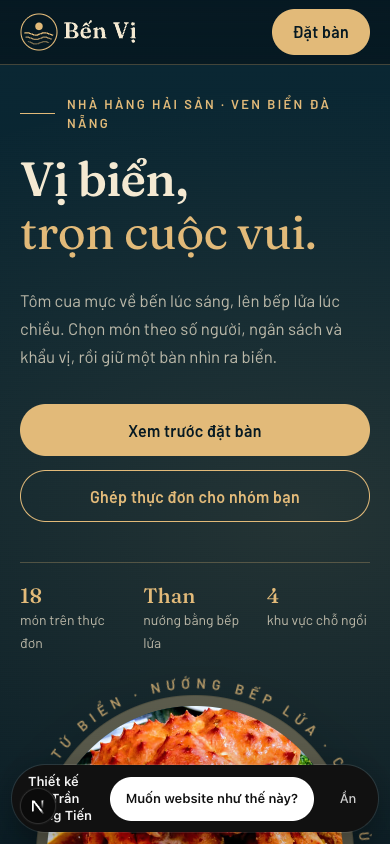 Bến Vị
Đặt bàn
NHÀ HÀNG HẢI SẢN · VEN BIỂN ĐÀ
NẴNG
Vị biển,
trọn cuộc vui.
Tôm cua mực về bến lúc sáng, lên bếp lửa lúc
chiều. Chọn món theo số người, ngân sách và
khẩu vị, rồi giữ một bàn nhìn ra biển.
Xem trước đặt bàn
Ghép thực đơn cho nhóm bạn
18
món trên thực
đơn
Than
nướng bằng bếp
lửa
4
khu vực chỗ ngồi
TỪ BIỂN · NƯỚNG BẾP LỬA ·
Thiết kế
Trần
Tiến
N
Muốn website như thế này?
Ẩn